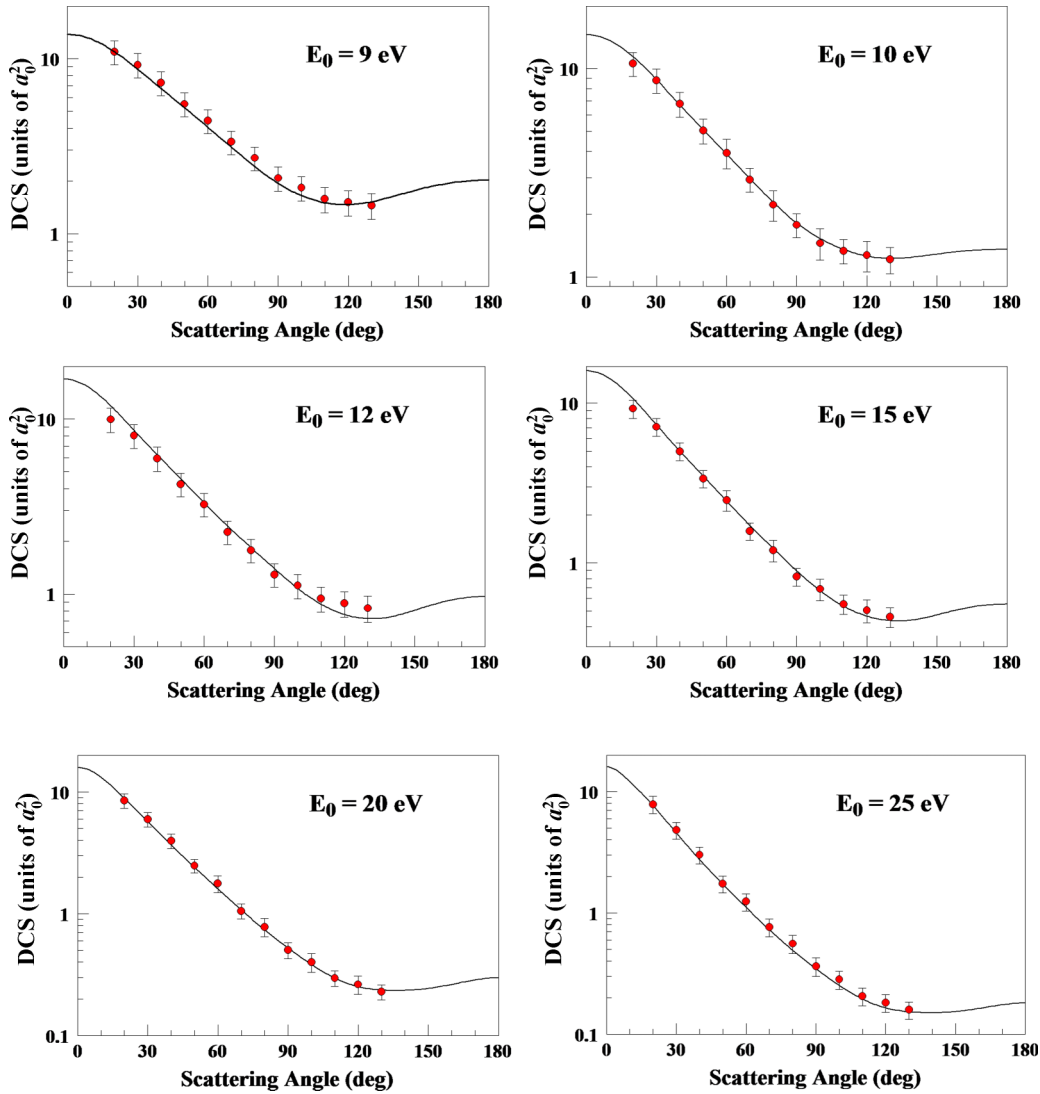 E₀ = 9 eV
DCS (units of a₀²)
10
1
0 30 60 90 120 150 180
Scattering Angle (deg)
E₀ = 10 eV
DCS (units of a₀²)
10
1
0 30 60 90 120 150 180
Scattering Angle (deg)
E₀ = 12 eV
DCS (units of a₀²)
10
1
0 30 60 90 120 150 180
Scattering Angle (deg)
E₀ = 15 eV
DCS (units of a₀²)
10
1
0 30 60 90 120 150 180
Scattering Angle (deg)
E₀ = 20 eV
DCS (units of a₀²)
10
1
0.1
0 30 60 90 120 150 180
Scattering Angle (deg)
E₀ = 25 eV
DCS (units of a₀²)
10
1
0.1
0 30 60 90 120 150 180
Scattering Angle (deg)